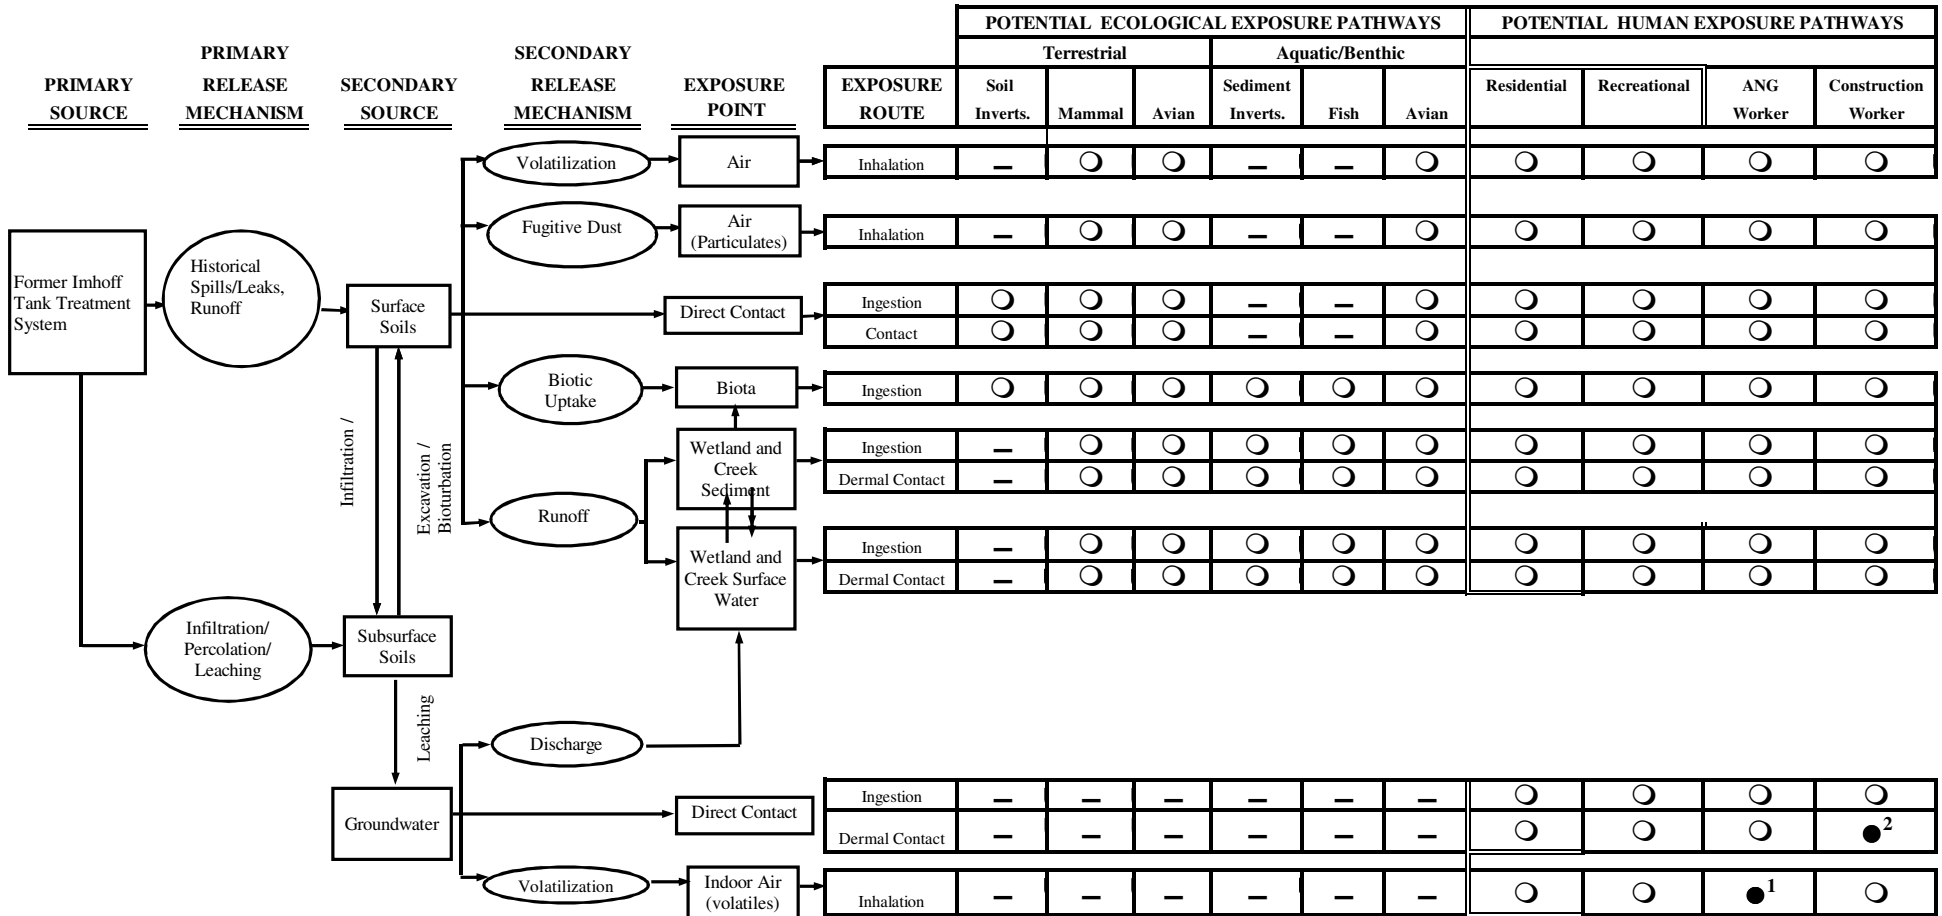 POTENTIAL ECOLOGICAL EXPOSURE PATHWAYS
POTENTIAL HUMAN EXPOSURE PATHWAYS
PRIMARY
SECONDARY
Terrestrial
Aquatic/Benthic
PRIMARY
RELEASE
SECONDARY
RELEASE
EXPOSURE
EXPOSURE
Soil
Sediment
Residential
Recreational
ANG
Construction
SOURCE
MECHANISM
SOURCE
MECHANISM
POINT
ROUTE
Inverts.
Mammal
Avian
Inverts.
Fish
Avian
Worker
Worker
Volatilization
Air
Inhalation
Fugitive Dust
Air
(Particulates)
Inhalation
Former Imhoff
Tank Treatment
System
Historical
Spills/Leaks,
Runoff
Surface
Soils
Direct Contact
Ingestion
Contact
Biotic
Uptake
Biota
Ingestion
Infiltration /
Excavation /
Bioturbation
Wetland and
Creek
Sediment
Ingestion
Dermal Contact
Runoff
Wetland and
Creek Surface
Water
Ingestion
Dermal Contact
Infiltration/
Percolation/
Leaching
Subsurface
Soils
Leaching
Discharge
Groundwater
Direct Contact
Ingestion
Dermal Contact
2
Volatilization
Indoor Air
(volatiles)
Inhalation
1